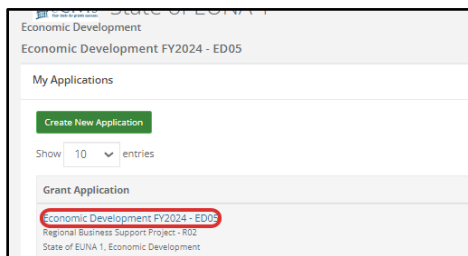 State of EUNA 1
Economic Development
Economic Development FY2024 - ED05
My Applications
Create New Application
Show 10 entries
Grant Application
Economic Development FY2024 - ED05
Regional Business Support Project - R02
State of EUNA 1, Economic Development